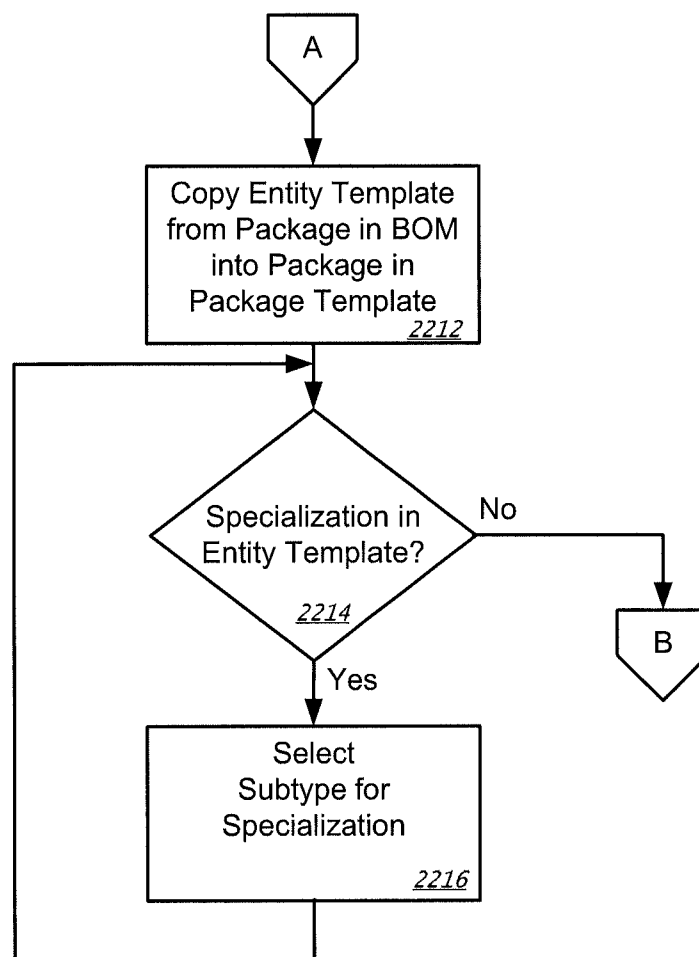 A
Copy Entity Template
from Package in BOM
into Package in
Package Template
2212
Specialization in
Entity Template?
2214
No
B
Yes
Select
Subtype for
Specialization
2216